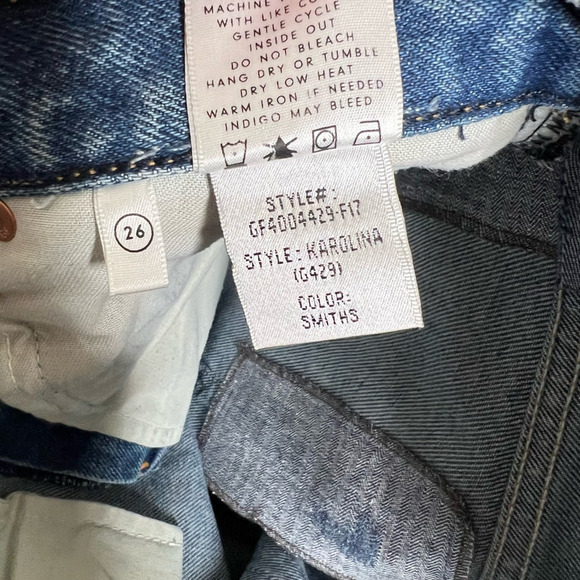 MACHINE
WITH LIKE CO
GENTLE CYCLE
INSIDE OUT
DO NOT BLEACH
HANG DRY OR TUMBLE
DRY LOW HEAT
WARM IRON IF NEEDED
INDIGO MAY BLEED
26
STYLE#:
GF4004429-F17
STYLE: KAROLINA
(G429)
COLOR:
SMITHS